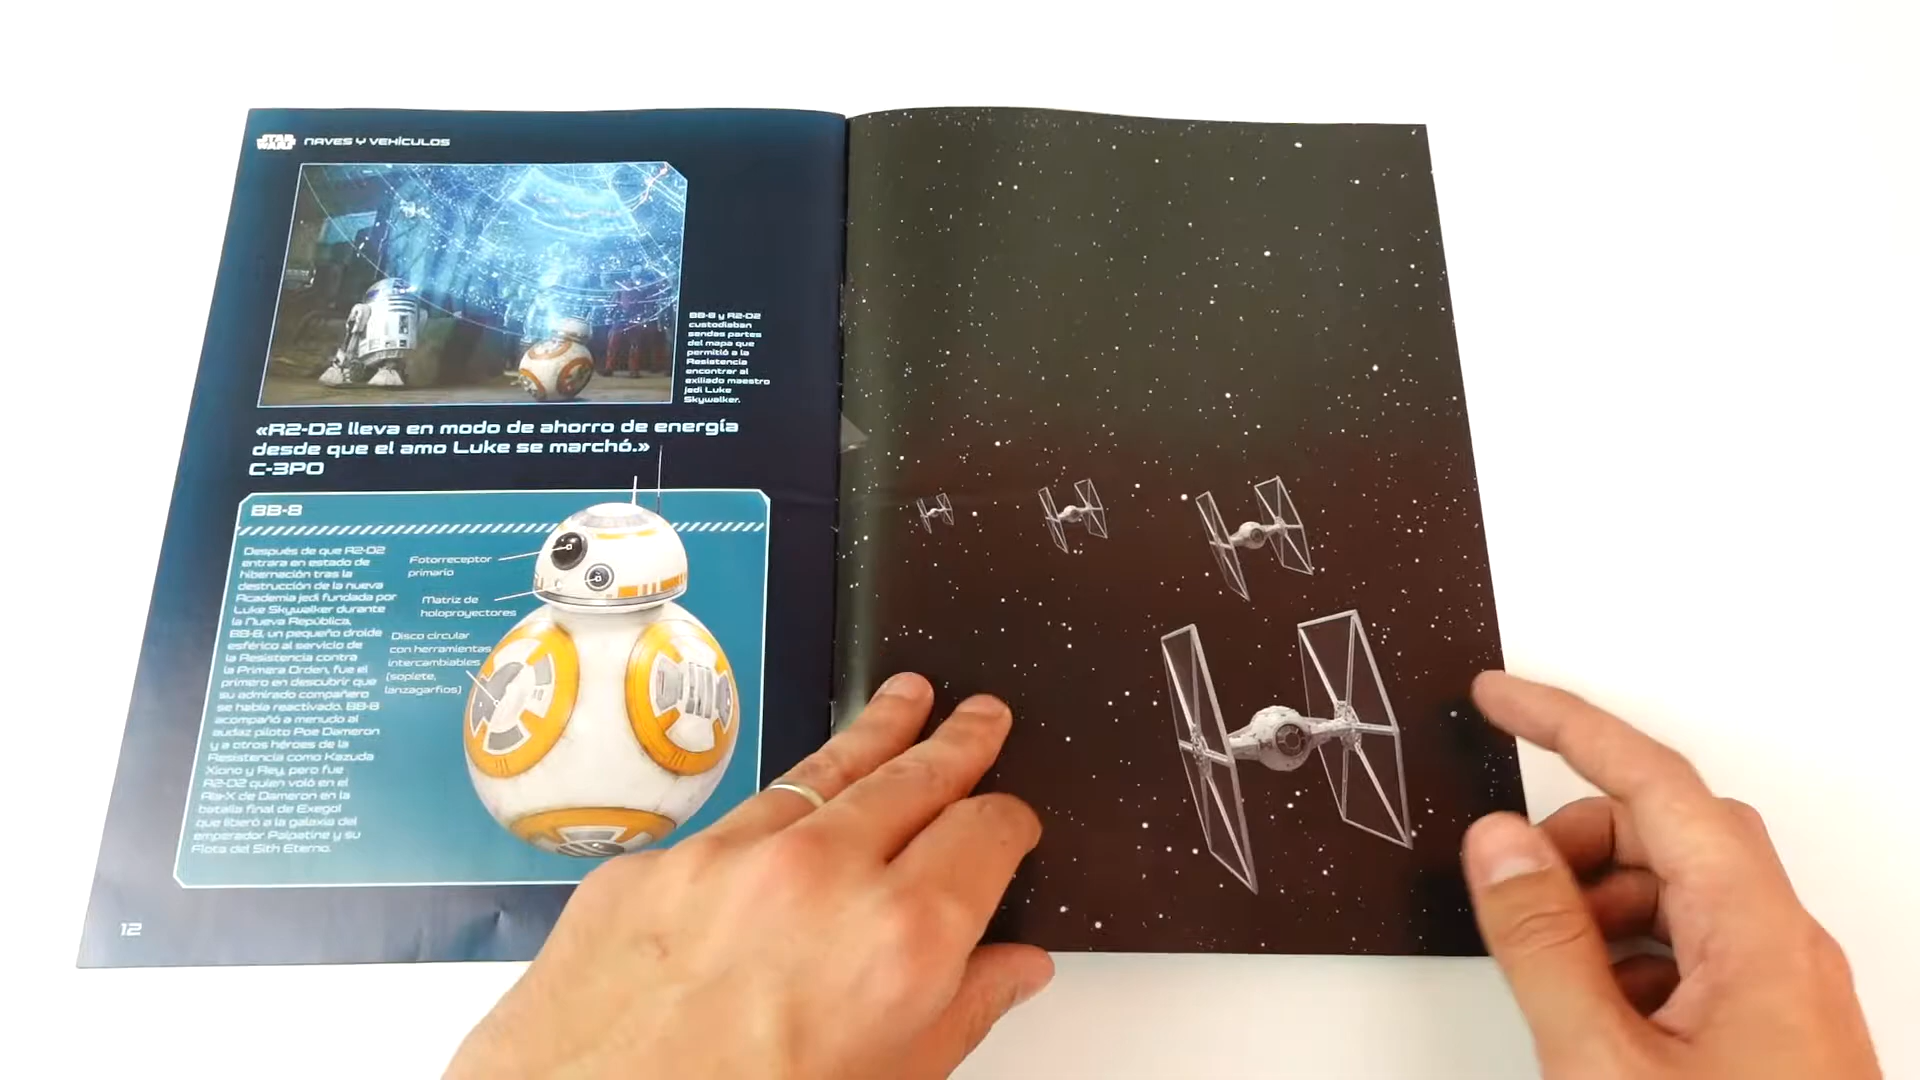 STAR WARS NAVES Y VEHÍCULOS
BB-8 y R2-D2
custodiaban
sendas partes
del mapa que
permitió a la
Resistencia
encontrar al
exiliado maestro
jedi Luke
Skywalker.
«R2-D2 lleva en modo de ahorro de energía
desde que el amo Luke se marchó.»
C-3PO
BB-8
Después de que R2-D2
entrara en estado de
hibernación tras la
destrucción de la nueva
Academia jedi fundada por
Luke Skywalker durante
la Nueva República,
BB-8, un pequeño droide
esférico al servicio de
la Resistencia contra
la Primera Orden, fue el
primero en descubrir que
su admirado compañero
se había reactivado. BB-8
acompañó a menudo al
audaz piloto Poe Dameron
y a otros héroes de la
Resistencia como Kazuda
Xiono y Rey, pero fue
R2-D2 quien voló en el
Ala-X de Dameron en la
batalla final de Exegol
que liberó a la galaxia del
emperador Palpatine y su
Flota del Sith Eterno.
Fotorreceptor
primario
Matriz de
holoproyectores
Disco circular
con herramientas
intercambiables
(soplete,
lanzagarfios)
12